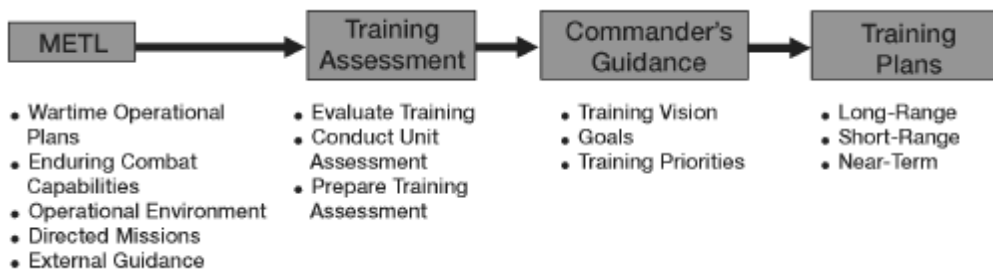 METL
Training
Assessment
Commander's
Guidance
Training
Plans
• Wartime Operational
Plans
• Enduring Combat
Capabilities
• Operational Environment
• Directed Missions
• External Guidance
• Evaluate Training
• Conduct Unit
Assessment
• Prepare Training
Assessment
• Training Vision
• Goals
• Training Priorities
• Long-Range
• Short-Range
• Near-Term